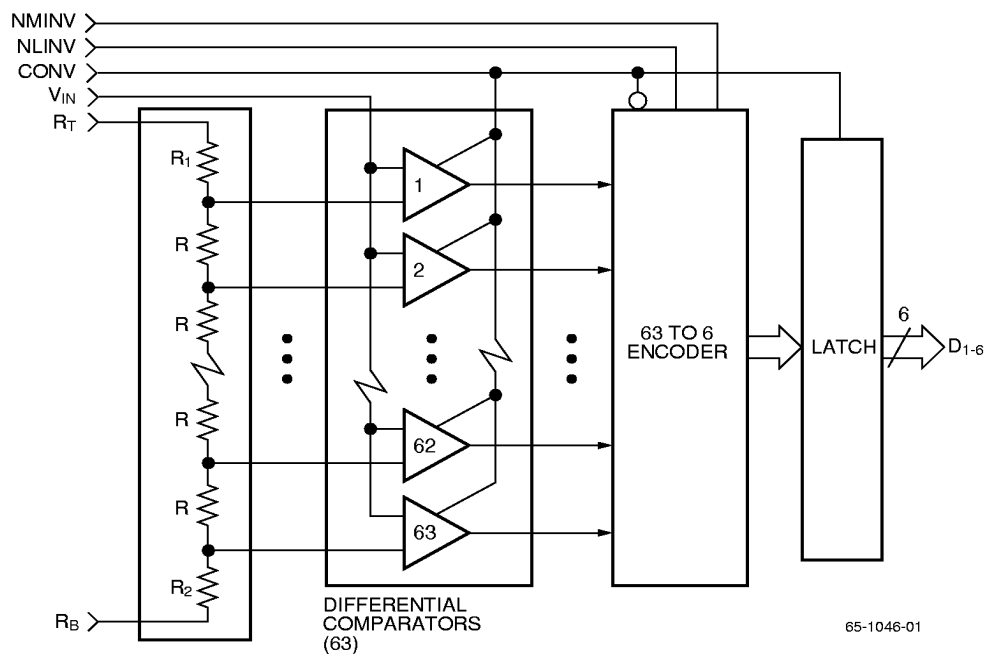 NMINV
NLINV
CONV
VIN
RT
R1
R
R
R
R
R2
RB
1
2
62
63
DIFFERENTIAL
COMPARATORS
(63)
63 TO 6
ENCODER
LATCH
6
D1-6
65-1046-01